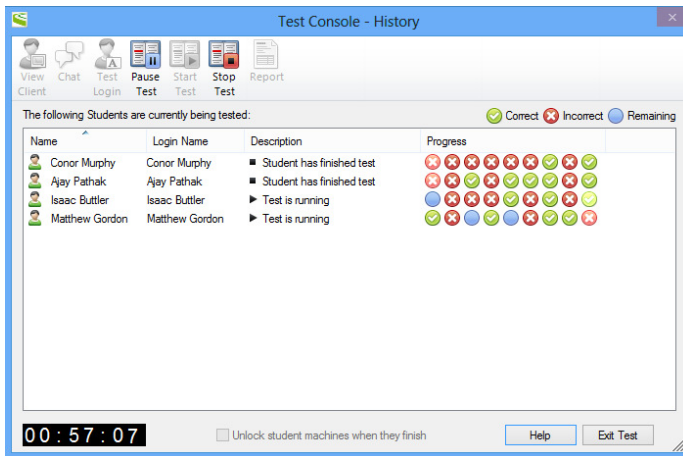 Test Console - History
View Client
Chat
Test Login
Pause Test
Start Test
Stop Test
Report
The following Students are currently being tested:
Correct Incorrect Remaining
Name Login Name Description Progress
Conor Murphy Conor Murphy Student has finished test
Ajay Pathak Ajay Pathak Student has finished test
Isaac Buttler Isaac Buttler Test is running
Matthew Gordon Matthew Gordon Test is running
00:57:07 Unlock student machines when they finish Help Exit Test